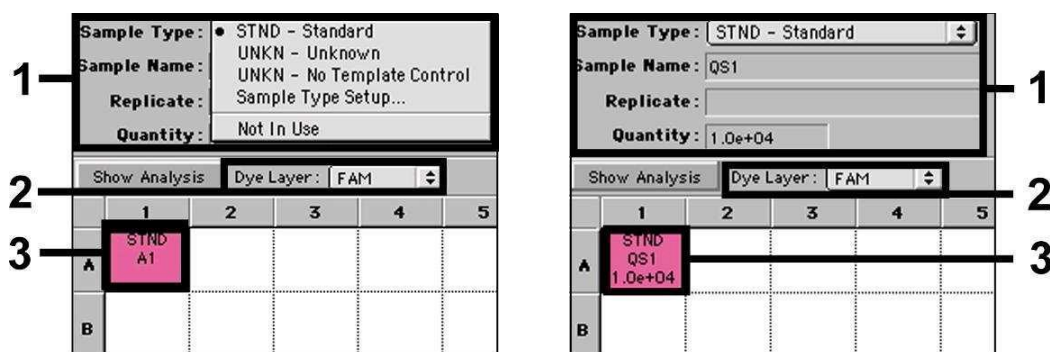 Sample Type: • STND - Standard
UNKN - Unknown
Sample Name:
UNKN - No Template Control
Replicate: Sample Type Setup...
Quantity: Not In Use
1
Show Analysis Dye Layer: FAM
2
1 2 3 4 5
3
A
STND
A1
B
Sample Type: STND - Standard
Sample Name: QS1
Replicate:
Quantity: 1.0e+04
1
Show Analysis Dye Layer: FAM
2
1 2 3 4 5
A
STND
QS1
1.0e+04
3
B